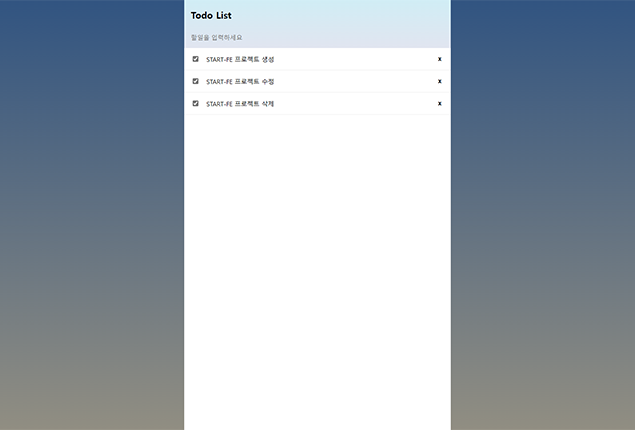 Todo List
할일을 입력하세요
START-FE 프로젝트 생성 x
START-FE 프로젝트 수정 x
START-FE 프로젝트 삭제 x